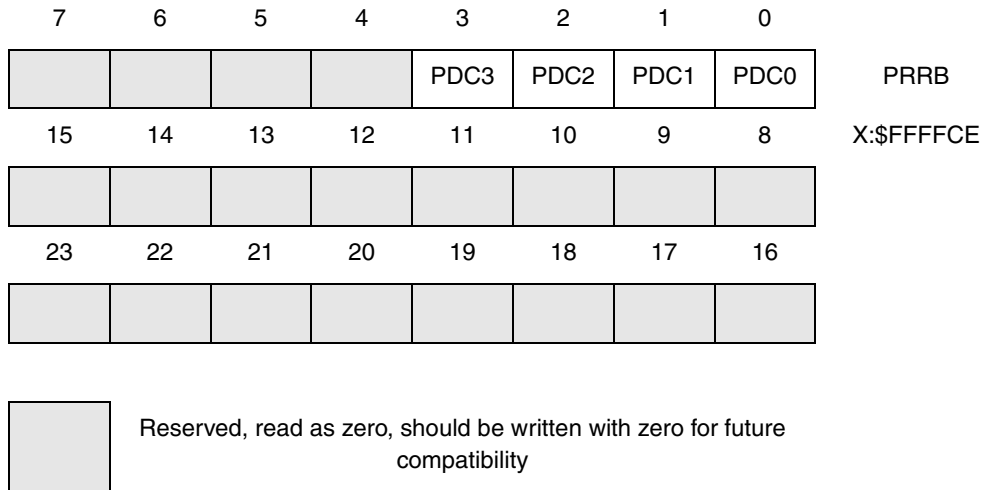 7 6 5 4 3 2 1 0
PDC3 PDC2 PDC1 PDC0 PRRB
15 14 13 12 11 10 9 8 X:$FFFFCE
23 22 21 20 19 18 17 16
Reserved, read as zero, should be written with zero for future
compatibility